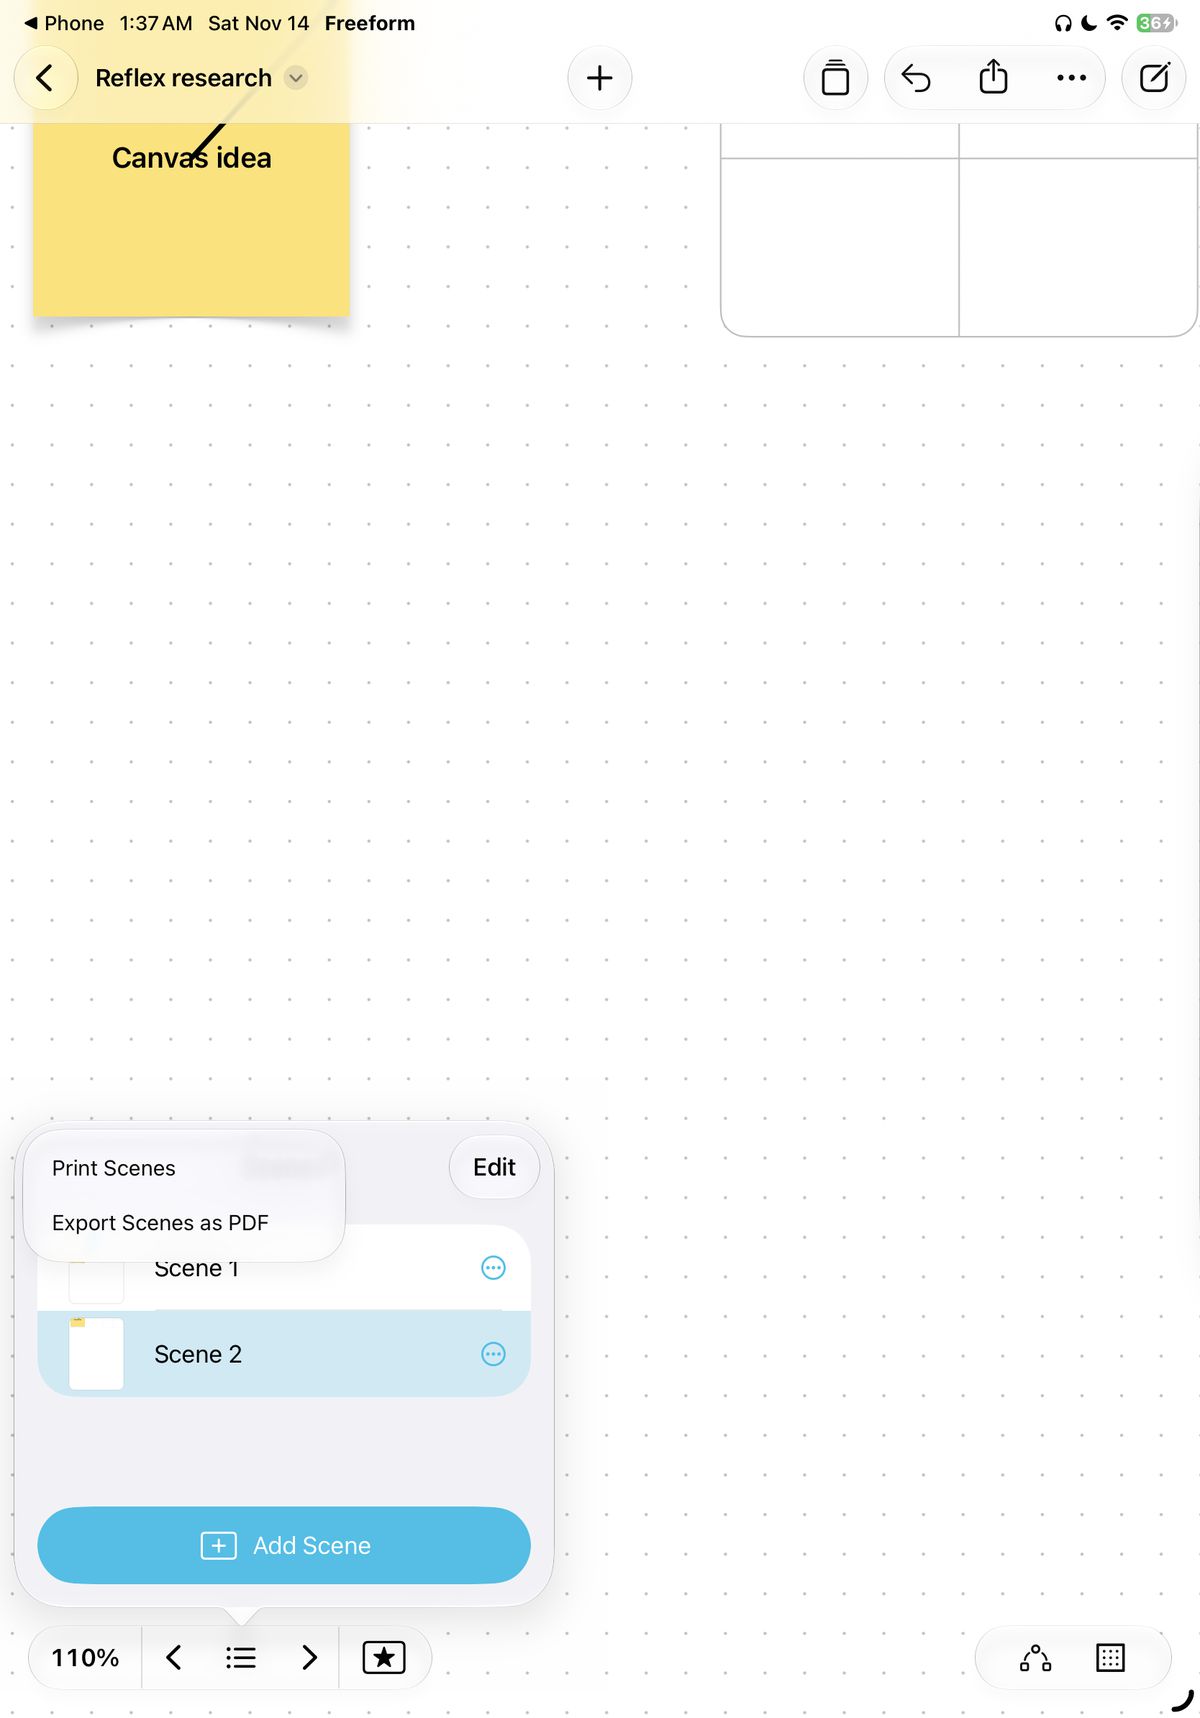 Phone 1:37 AM Sat Nov 14 Freeform
36
Reflex research
Canvas idea
Print Scenes
Edit
Export Scenes as PDF
Scene 1
Scene 2
Add Scene
110%